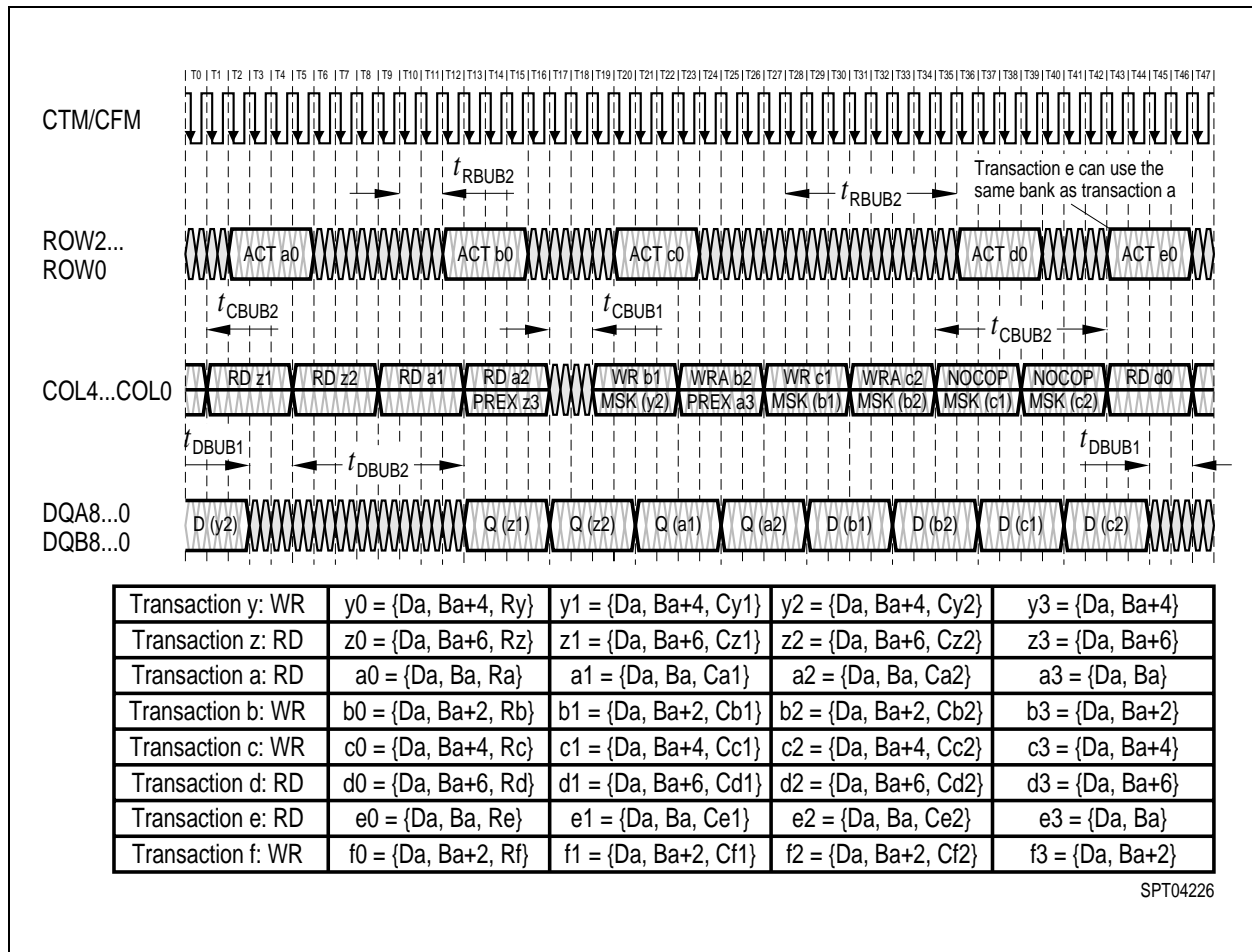 T0 T1 T2 T3 T4 T5 T6 T7 T8 T9 T10 T11 T12 T13 T14 T15 T16 T17 T18 T19 T20 T21 T22 T23 T24 T25 T26 T27 T28 T29 T30 T31 T32 T33 T34 T35 T36 T37 T38 T39 T40 T41 T42 T43 T44 T45 T46 T47
CTM/CFM
Transaction e can use the
same bank as transaction a
tRBUB2 tRBUB2
ROW2...
ROW0
ACT a0 ACT b0 ACT c0 ACT d0 ACT e0
tCBUB2 tCBUB1 tCBUB2
COL4...COL0
RD z1 RD z2 RD a1 RD a2 WR b1 WRA b2 WR c1 WRA c2 NOCOP NOCOP RD d0
PREX z3 MSK (y2) PREX a3 MSK (b1) MSK (b2) MSK (c1) MSK (c2)
tDBUB1 tDBUB2 tDBUB1
DQA8...0
DQB8...0
D (y2) Q (z1) Q (z2) Q (a1) Q (a2) D (b1) D (b2) D (c1) D (c2)
Transaction y: WR y0 = {Da, Ba+4, Ry} y1 = {Da, Ba+4, Cy1} y2 = {Da, Ba+4, Cy2} y3 = {Da, Ba+4}
Transaction z: RD z0 = {Da, Ba+6, Rz} z1 = {Da, Ba+6, Cz1} z2 = {Da, Ba+6, Cz2} z3 = {Da, Ba+6}
Transaction a: RD a0 = {Da, Ba, Ra} a1 = {Da, Ba, Ca1} a2 = {Da, Ba, Ca2} a3 = {Da, Ba}
Transaction b: WR b0 = {Da, Ba+2, Rb} b1 = {Da, Ba+2, Cb1} b2 = {Da, Ba+2, Cb2} b3 = {Da, Ba+2}
Transaction c: WR c0 = {Da, Ba+4, Rc} c1 = {Da, Ba+4, Cc1} c2 = {Da, Ba+4, Cc2} c3 = {Da, Ba+4}
Transaction d: RD d0 = {Da, Ba+6, Rd} d1 = {Da, Ba+6, Cd1} d2 = {Da, Ba+6, Cd2} d3 = {Da, Ba+6}
Transaction e: RD e0 = {Da, Ba, Re} e1 = {Da, Ba, Ce1} e2 = {Da, Ba, Ce2} e3 = {Da, Ba}
Transaction f: WR f0 = {Da, Ba+2, Rf} f1 = {Da, Ba+2, Cf1} f2 = {Da, Ba+2, Cf2} f3 = {Da, Ba+2}
SPT04226